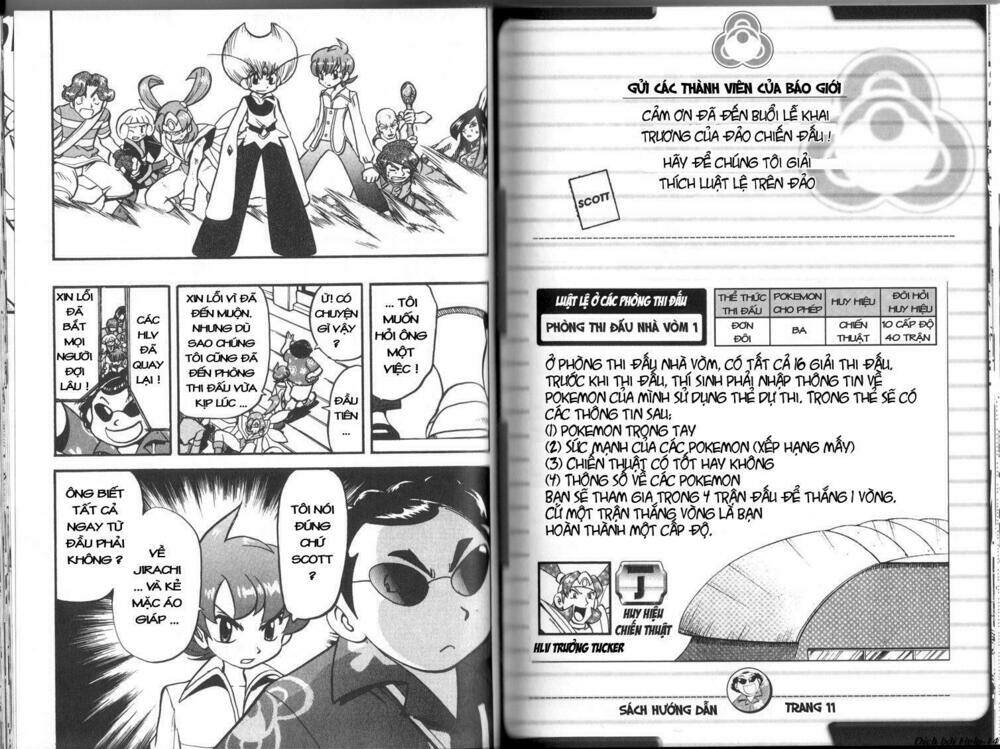 XIN LỖI
ĐÃ
BẮT
MỌI
NGƯỜI
ĐỢI
LÂU !
CÁC
HLV
ĐÃ
QUAY
LẠI !
XIN LỖI VÌ ĐÃ
ĐẾN MUỘN.
NHƯNG DÙ
SAO CHÚNG
TÔI CŨNG ĐÃ
ĐẾN PHÒNG
THI ĐẤU VỪA
KỊP LÚC ...
Ừ! CÓ
CHUYỆN
GÌ VẬY ?
ĐẦU
TIÊN ...
... TÔI
MUỐN
HỎI ÔNG
MỘT
VIỆC !
ÔNG BIẾT
TẤT CẢ
NGAY TỪ
ĐẦU PHẢI
KHÔNG ?
VỀ
JIRACHI
... VÀ KẺ
MẶC ÁO
GIÁP ...
TÔI NÓI
ĐÚNG
CHỨ
SCOTT
?
GỬI CÁC THÀNH VIÊN CỦA BÁO GIỚI
CẢM ƠN ĐÃ ĐẾN BUỔI LỄ KHAI
TRƯƠNG CỦA ĐẢO CHIẾN ĐẤU !
HÃY ĐỂ CHÚNG TÔI GIẢI
THÍCH LUẬT LỆ TRÊN ĐẢO
SCOTT
LUẬT LỆ Ở CÁC PHÒNG THI ĐẤU
PHÒNG THI ĐẤU NHÀ VÒM 1
THỂ THỨC THI ĐẤU POKEMON CHO PHÉP HUY HIỆU ĐÒI HỎI HUY HIỆU
ĐƠN ĐÔI BA CHIẾN THUẬT 10 CẤP ĐỘ 40 TRẬN
Ở PHÒNG THI ĐẤU NHÀ VÒM, CÓ TẤT CẢ 16 GIẢI THI ĐẤU.
TRƯỚC KHI THI ĐẤU, THÍ SINH PHẢI NHẬP THÔNG TIN VỀ
POKEMON CỦA MÌNH SỬ DỤNG THẺ DỰ THI. TRONG THẺ SẼ CÓ
CÁC THÔNG TIN SAU:
(1) POKEMON TRONG TAY
(2) SỨC MẠNH CỦA CÁC POKEMON (XẾP HẠNG MẤY)
(3) CHIẾN THUẬT CÓ TỐT HAY KHÔNG
(4) THÔNG SỐ VỀ CÁC POKEMON
BẠN SẼ THAM GIA TRONG 4 TRẬN ĐẤU ĐỂ THẮNG 1 VÒNG.
CỨ MỘT TRẬN THẮNG VÒNG LÀ BẠN
HOÀN THÀNH MỘT CẤP ĐỘ.
HUY HIỆU
CHIẾN THUẬT
HLV TRƯỞNG TUCKER
SÁCH HƯỚNG DẪN
TRANG 11